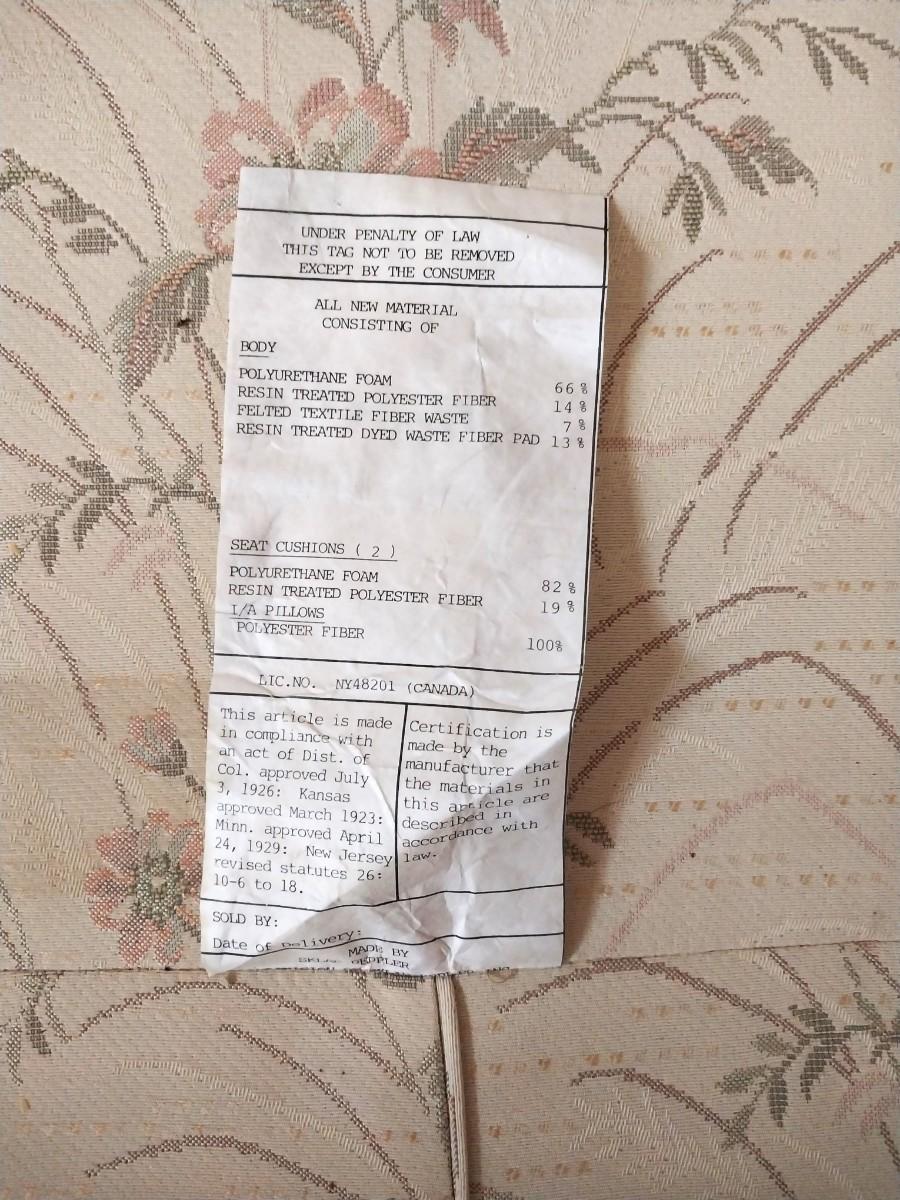 UNDER PENALTY OF LAW
THIS TAG NOT TO BE REMOVED
EXCEPT BY THE CONSUMER
ALL NEW MATERIAL
CONSISTING OF
BODY
POLYURETHANE FOAM 66%
RESIN TREATED POLYESTER FIBER 14%
FELTED TEXTILE FIBER WASTE 7%
RESIN TREATED DYED WASTE FIBER PAD 13%
SEAT CUSHIONS ( 2 )
POLYURETHANE FOAM 82%
RESIN TREATED POLYESTER FIBER 19%
I/A PILLOWS
POLYESTER FIBER 100%
LIC.NO. NY48201 (CANADA)
This article is made
in compliance with
an act of Dist. of
Col. approved July
3, 1926: Kansas
approved March 1923:
Minn. approved April
24, 1929: New Jersey
revised statutes 26:
10-6 to 18.
Certification is
made by the
manufacturer that
the materials in
this article are
described in
accordance with
law.
SOLD BY:
Date of Delivery:
MADE BY
PEPPLER